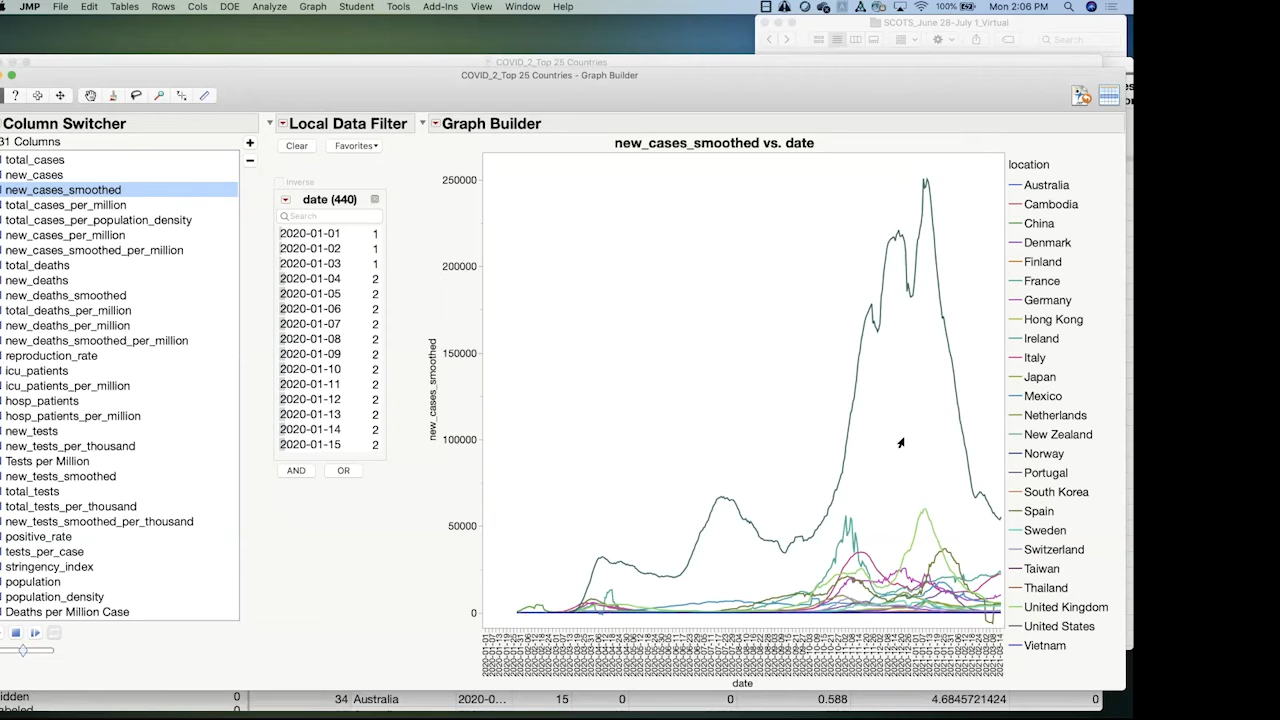 JMP File Edit Tables Rows Cols DOE Analyze Graph Student Tools Add-Ins View Window Help 100% Mon 2:06 PM
SCOTS_June 28-July 1_Virtual
Search
COVID_2_Top 25 Countries
COVID_2_Top 25 Countries - Graph Builder
Column Switcher
31 Columns
total_cases
new_cases
new_cases_smoothed
total_cases_per_million
total_cases_per_population_density
new_cases_per_million
new_cases_smoothed_per_million
total_deaths
new_deaths
new_deaths_smoothed
total_deaths_per_million
new_deaths_per_million
new_deaths_smoothed_per_million
reproduction_rate
icu_patients
icu_patients_per_million
hosp_patients
hosp_patients_per_million
new_tests
new_tests_per_thousand
Tests per Million
new_tests_smoothed
total_tests
total_tests_per_thousand
new_tests_smoothed_per_thousand
positive_rate
tests_per_case
stringency_index
population
population_density
Deaths per Million Case
Local Data Filter
Clear Favorites
Inverse
date (440)
Search
2020-01-01 1
2020-01-02 1
2020-01-03 1
2020-01-04 2
2020-01-05 2
2020-01-06 2
2020-01-07 2
2020-01-08 2
2020-01-09 2
2020-01-10 2
2020-01-11 2
2020-01-12 2
2020-01-13 2
2020-01-14 2
2020-01-15 2
AND OR
Graph Builder
new_cases_smoothed vs. date
new_cases_smoothed
250000
200000
150000
100000
50000
0
date
location
Australia
Cambodia
China
Denmark
Finland
France
Germany
Hong Kong
Ireland
Italy
Japan
Mexico
Netherlands
New Zealand
Norway
Portugal
South Korea
Spain
Sweden
Switzerland
Taiwan
Thailand
United Kingdom
United States
Vietnam
idden 0
abeled 0
34 Australia 2020-0... 15 0 0 0.588 4.6845721424 0